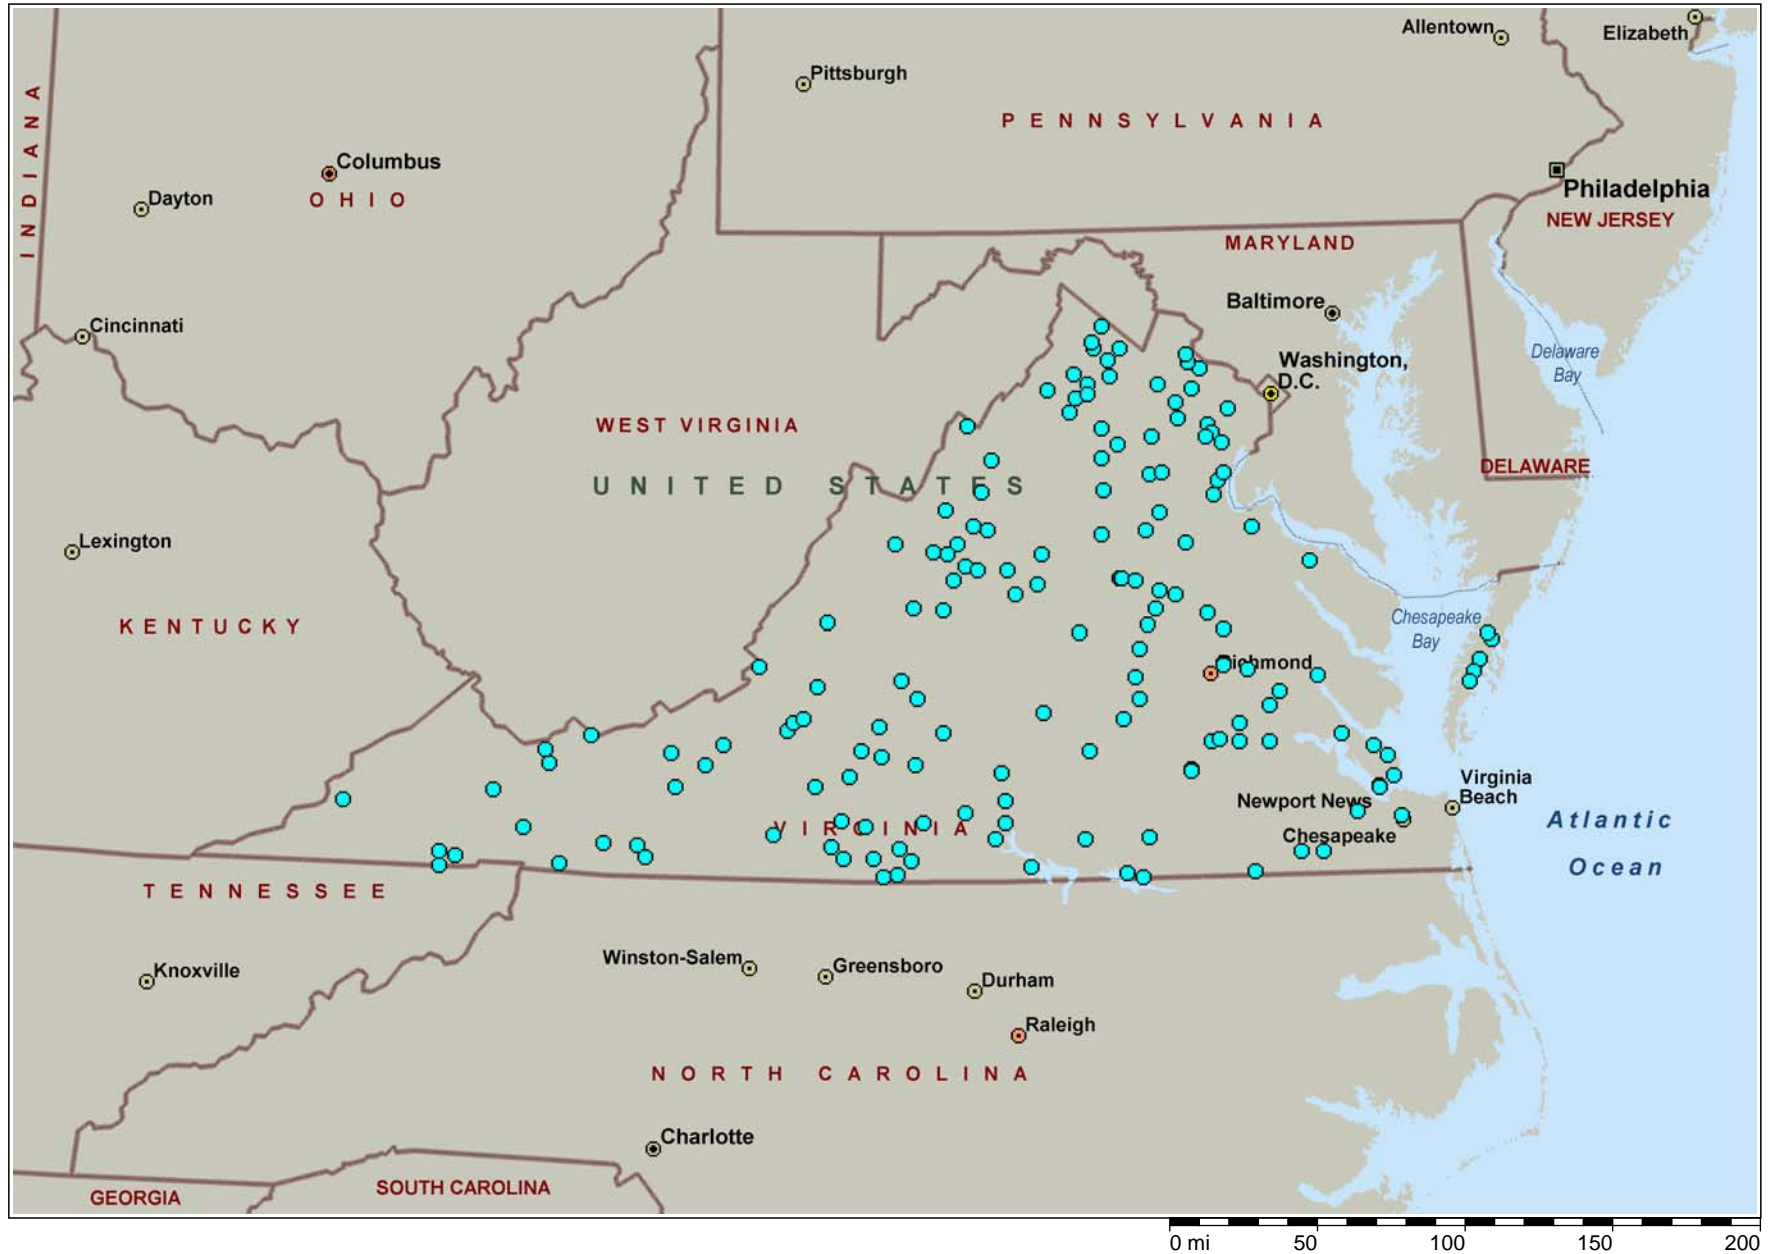 Allentown
Elizabeth
Pittsburgh
PENNSYLVANIA
INDIANA
Columbus
OHIO
Dayton
Philadelphia
NEW JERSEY
MARYLAND
Baltimore
Cincinnati
Delaware
Bay
Washington,
D.C.
WEST VIRGINIA
DELAWARE
UNITED STATES
Lexington
KENTUCKY
Chesapeake
Bay
Richmond
Virginia
Beach
Newport News
Atlantic
Ocean
VIRGINIA
Chesapeake
TENNESSEE
Knoxville
Winston-Salem
Greensboro
Durham
Raleigh
NORTH CAROLINA
Charlotte
GEORGIA
SOUTH CAROLINA
0 mi 50 100 150 200